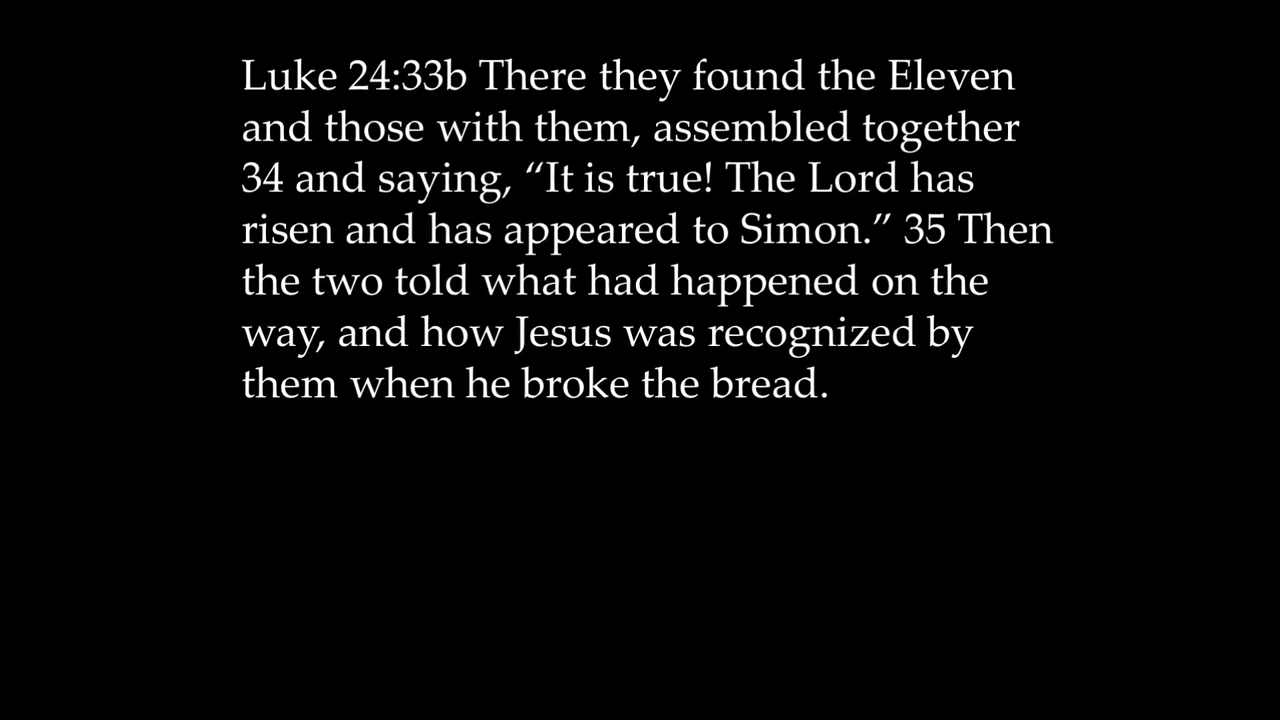 Luke 24:33b There they found the Eleven
and those with them, assembled together
34 and saying, “It is true! The Lord has
risen and has appeared to Simon.” 35 Then
the two told what had happened on the
way, and how Jesus was recognized by
them when he broke the bread.